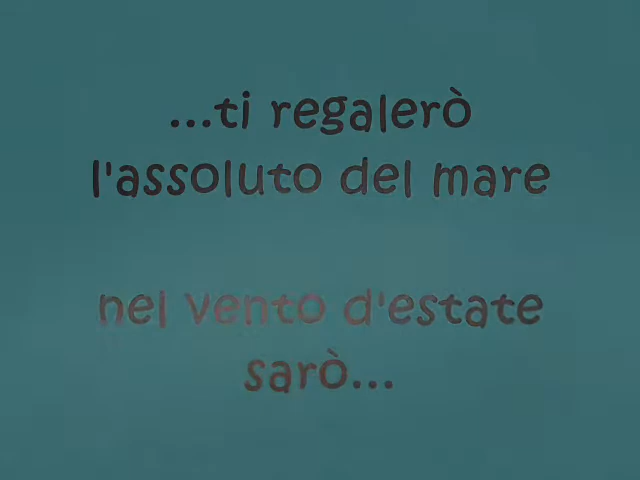 ...ti regalerò
l'assoluto del mare
nel vento d'estate
sarò...